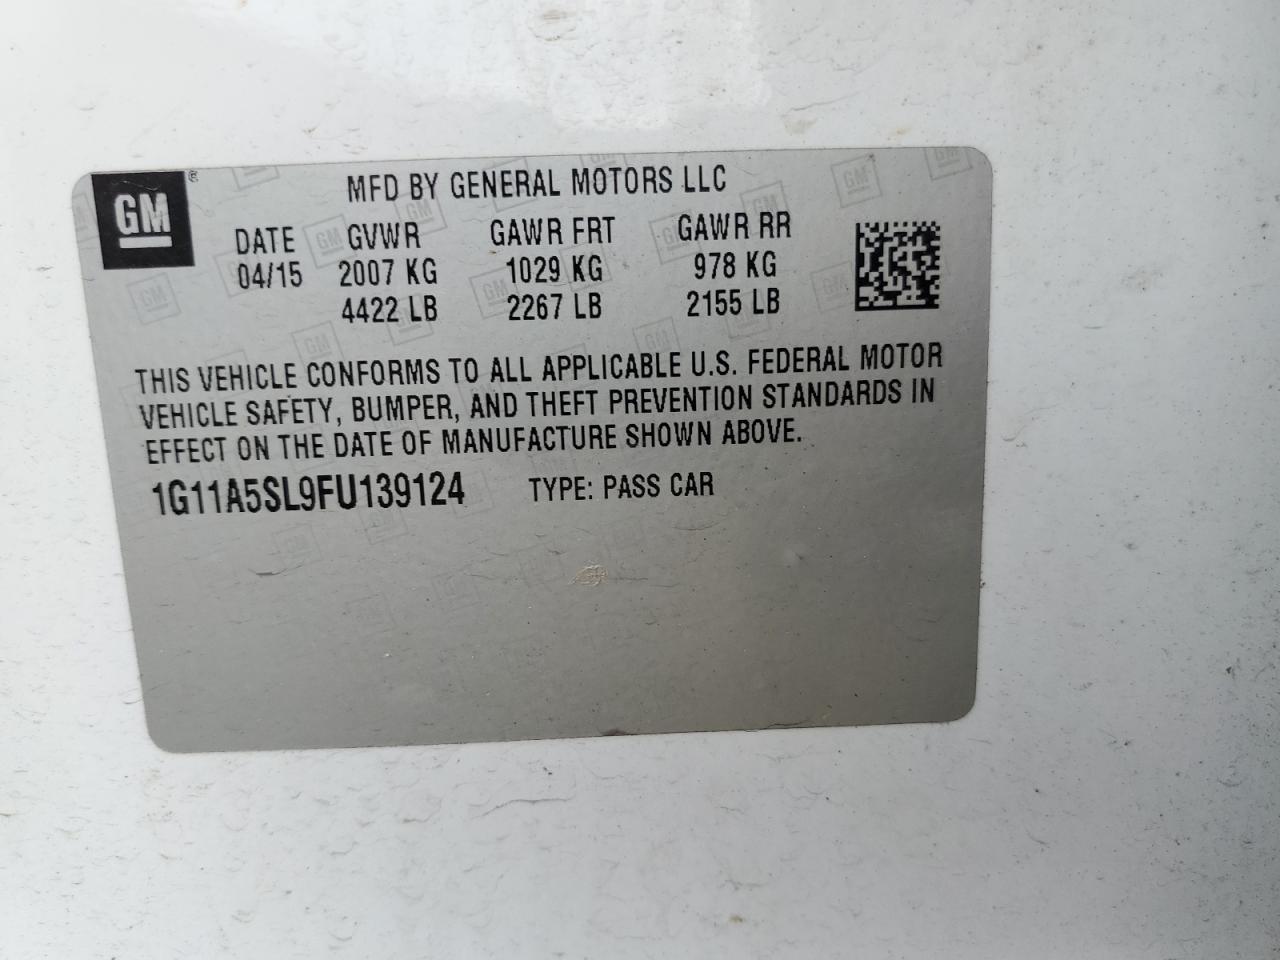 GM ®
MFD BY GENERAL MOTORS LLC
DATE GVWR GAWR FRT GAWR RR
04/15 2007 KG 1029 KG 978 KG
4422 LB 2267 LB 2155 LB
THIS VEHICLE CONFORMS TO ALL APPLICABLE U.S. FEDERAL MOTOR
VEHICLE SAFETY, BUMPER, AND THEFT PREVENTION STANDARDS IN
EFFECT ON THE DATE OF MANUFACTURE SHOWN ABOVE.
1G11A5SL9FU139124 TYPE: PASS CAR